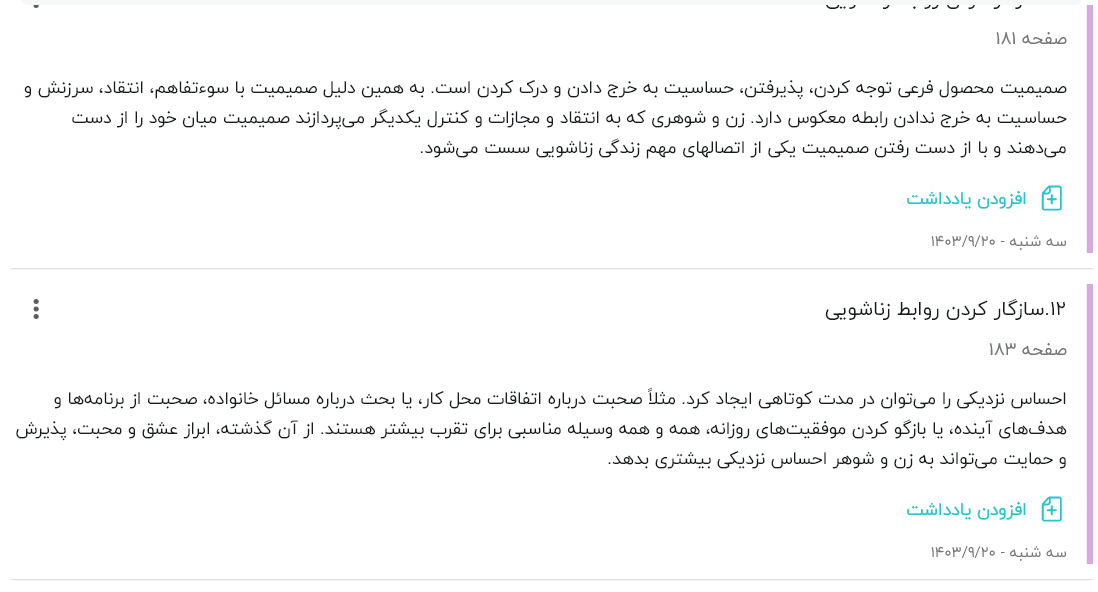 صفحه ۱۸۱
صمیمیت محصول فرعی توجه کردن، پذیرفتن، حساسیت به خرج دادن و درک کردن است. به همین دلیل صمیمیت با سوءتفاهم، انتقاد، سرزنش و
حساسیت به خرج ندادن رابطه معکوس دارد. زن و شوهری که به انتقاد و مجازات و کنترل یکدیگر می‌پردازند صمیمیت میان خود را از دست
می‌دهند و با از دست رفتن صمیمیت یکی از اتصالهای مهم زندگی زناشویی سست می‌شود.
افزودن یادداشت
سه شنبه - ۱۴۰۳/۹/۲۰
۱۲.سازگار کردن روابط زناشویی
صفحه ۱۸۳
احساس نزدیکی را می‌توان در مدت کوتاهی ایجاد کرد. مثلاً صحبت درباره اتفاقات محل کار، یا بحث درباره مسائل خانواده، صحبت از برنامه‌ها و
هدف‌های آینده، یا بازگو کردن موفقیت‌های روزانه، همه و همه وسیله مناسبی برای تقرب بیشتر هستند. از آن گذشته، ابراز عشق و محبت، پذیرش
و حمایت می‌تواند به زن و شوهر احساس نزدیکی بیشتری بدهد.
افزودن یادداشت
سه شنبه - ۱۴۰۳/۹/۲۰